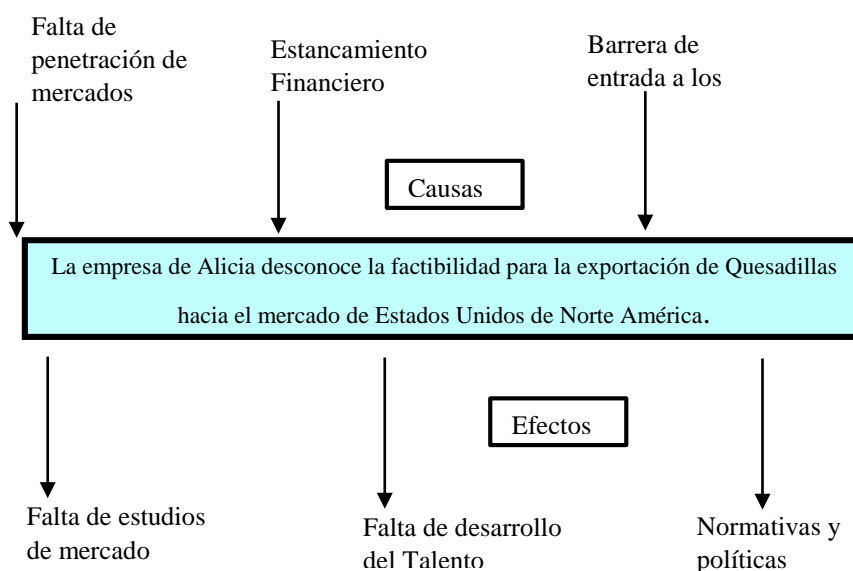 Falta de
penetración de
mercados
Estancamiento
Financiero
Barrera de
entrada a los
Causas
La empresa de Alicia desconoce la factibilidad para la exportación de Quesadillas
hacia el mercado de Estados Unidos de Norte América.
Efectos
Falta de estudios
de mercado
Falta de desarrollo
del Talento
Normativas y
políticas